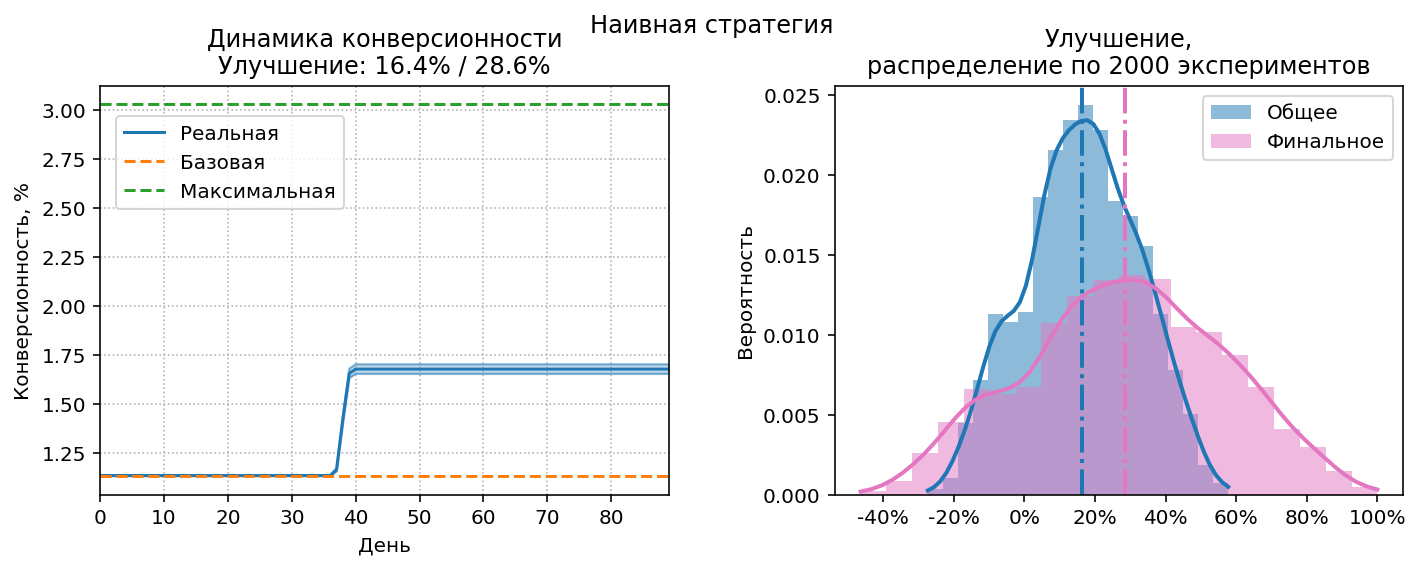 Наивная стратегия
Динамика конверсионности
Улучшение: 16.4% / 28.6%
Конверсионность, %
3.00
2.75
2.50
2.25
2.00
1.75
1.50
1.25
Реальная
Базовая
Максимальная
0 10 20 30 40 50 60 70 80
День
Улучшение,
распределение по 2000 экспериментов
Вероятность
0.025
0.020
0.015
0.010
0.005
0.000
Общее
Финальное
-40% -20% 0% 20% 40% 60% 80% 100%